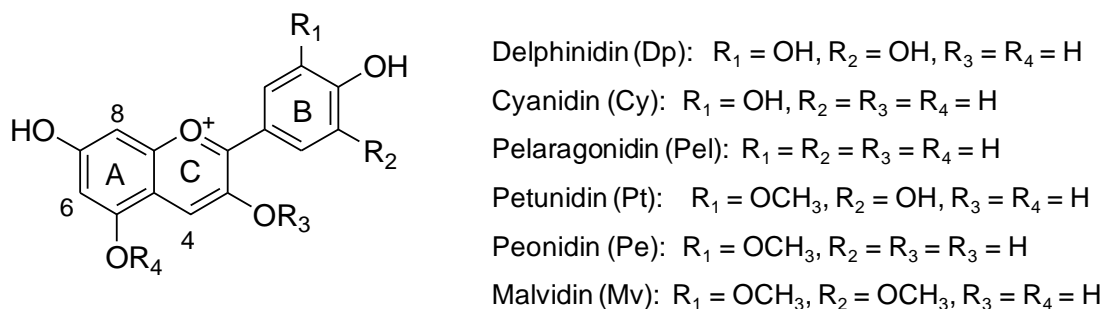 R₁
OH
HO
8
O⁺
B
R₂
A
C
6
OR₃
4
OR₄
Delphinidin (Dp): R₁ = OH, R₂ = OH, R₃ = R₄ = H
Cyanidin (Cy): R₁ = OH, R₂ = R₃ = R₄ = H
Pelaragonidin (Pel): R₁ = R₂ = R₃ = R₄ = H
Petunidin (Pt): R₁ = OCH₃, R₂ = OH, R₃ = R₄ = H
Peonidin (Pe): R₁ = OCH₃, R₂ = R₃ = R₃ = H
Malvidin (Mv): R₁ = OCH₃, R₂ = OCH₃, R₃ = R₄ = H